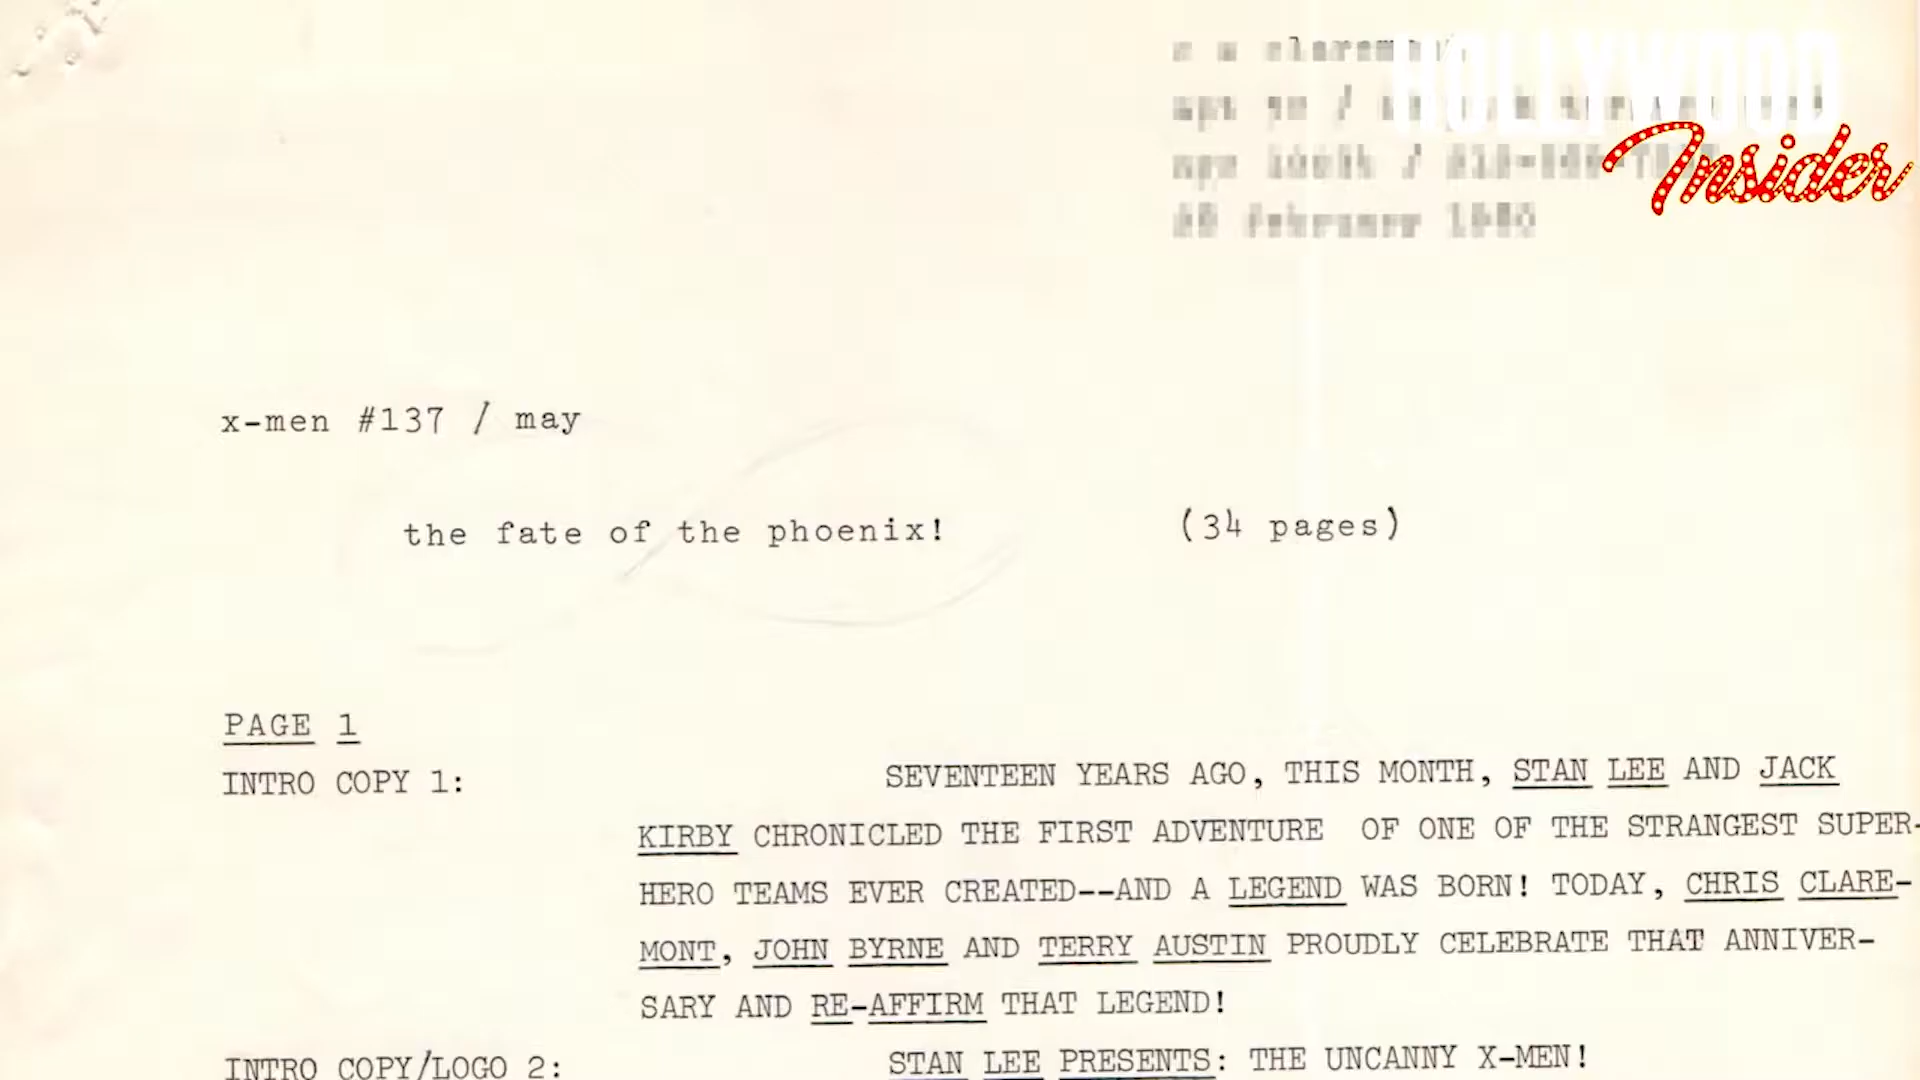 HOLLYWOOD
Insider
february
x-men #137 / may
the fate of the phoenix! (34 pages)
PAGE 1
INTRO COPY 1: SEVENTEEN YEARS AGO, THIS MONTH, STAN LEE AND JACK
KIRBY CHRONICLED THE FIRST ADVENTURE OF ONE OF THE STRANGEST SUPER-
HERO TEAMS EVER CREATED--AND A LEGEND WAS BORN! TODAY, CHRIS CLARE-
MONT, JOHN BYRNE AND TERRY AUSTIN PROUDLY CELEBRATE THAT ANNIVER-
SARY AND RE-AFFIRM THAT LEGEND!
INTRO COPY/LOGO 2: STAN LEE PRESENTS: THE UNCANNY X-MEN!